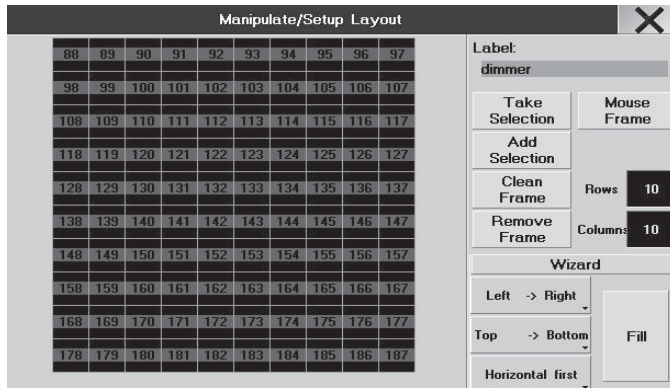 Manipulate/Setup Layout
88 89 90 91 92 93 94 95 96 97
98 99 100 101 102 103 104 105 106 107
108 109 110 111 112 113 114 115 116 117
118 119 120 121 122 123 124 125 126 127
128 129 130 131 132 133 134 135 136 137
138 139 140 141 142 143 144 145 146 147
148 149 150 151 152 153 154 155 156 157
158 159 160 161 162 163 164 165 166 167
168 169 170 171 172 173 174 175 176 177
178 179 180 181 182 183 184 185 186 187
Label:
dimmer
Take
Selection
Mouse
Frame
Add
Selection
Clean
Frame
Rows 10
Remove
Frame
Columns 10
Wizard
Left -> Right
Top -> Bottom
Fill
Horizontal first